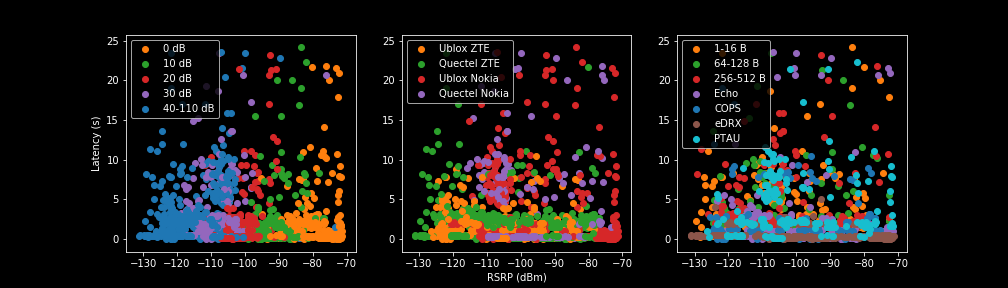 25
20
15
10
5
0
Latency (s)
0 dB
10 dB
20 dB
30 dB
40-110 dB
−130 −120 −110 −100 −90 −80 −70
25
20
15
10
5
0
Ublox ZTE
Quectel ZTE
Ublox Nokia
Quectel Nokia
−130 −120 −110 −100 −90 −80 −70
RSRP (dBm)
25
20
15
10
5
0
1-16 B
64-128 B
256-512 B
Echo
COPS
eDRX
PTAU
−130 −120 −110 −100 −90 −80 −70